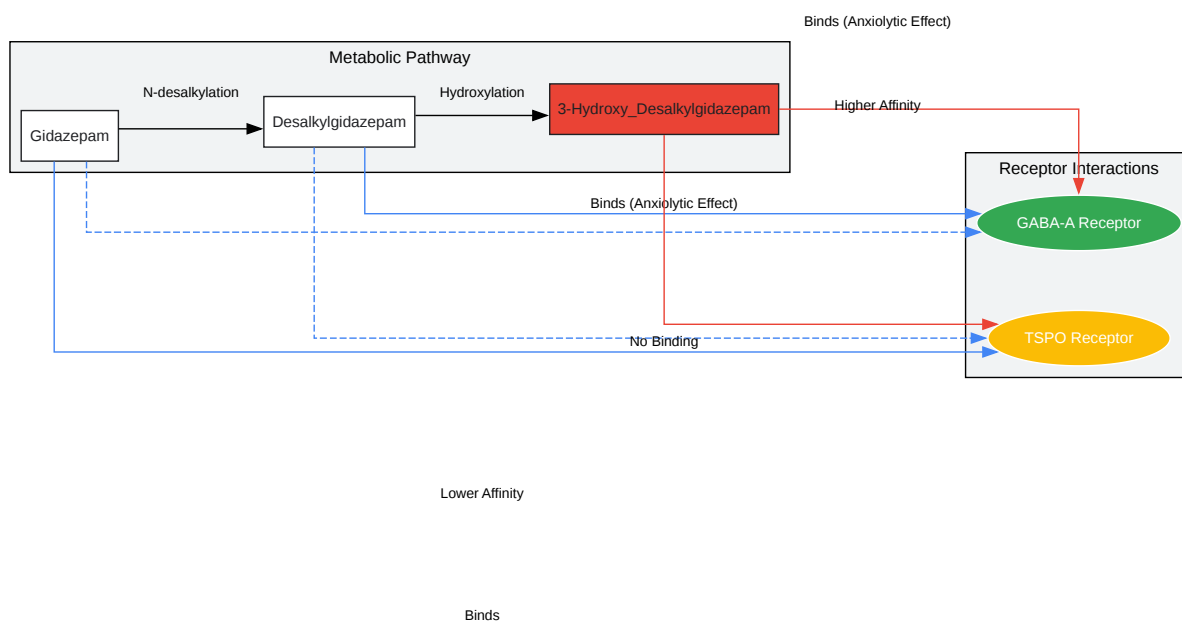 Binds (Anxiolytic Effect)
Metabolic Pathway
N-desalkylation
Hydroxylation
Gidazepam
Desalkylgidazepam
3-Hydroxy_Desalkylgidazepam
Higher Affinity
Receptor Interactions
Binds (Anxiolytic Effect)
GABA-A Receptor
No Binding
TSPO Receptor
Lower Affinity
Binds